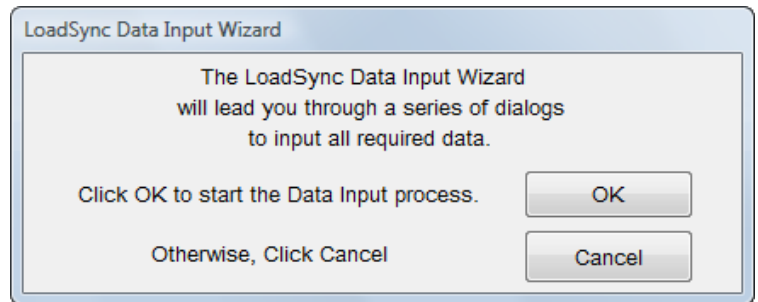 LoadSync Data Input Wizard
The LoadSync Data Input Wizard
will lead you through a series of dialogs
to input all required data.
Click OK to start the Data Input process.
OK
Otherwise, Click Cancel
Cancel